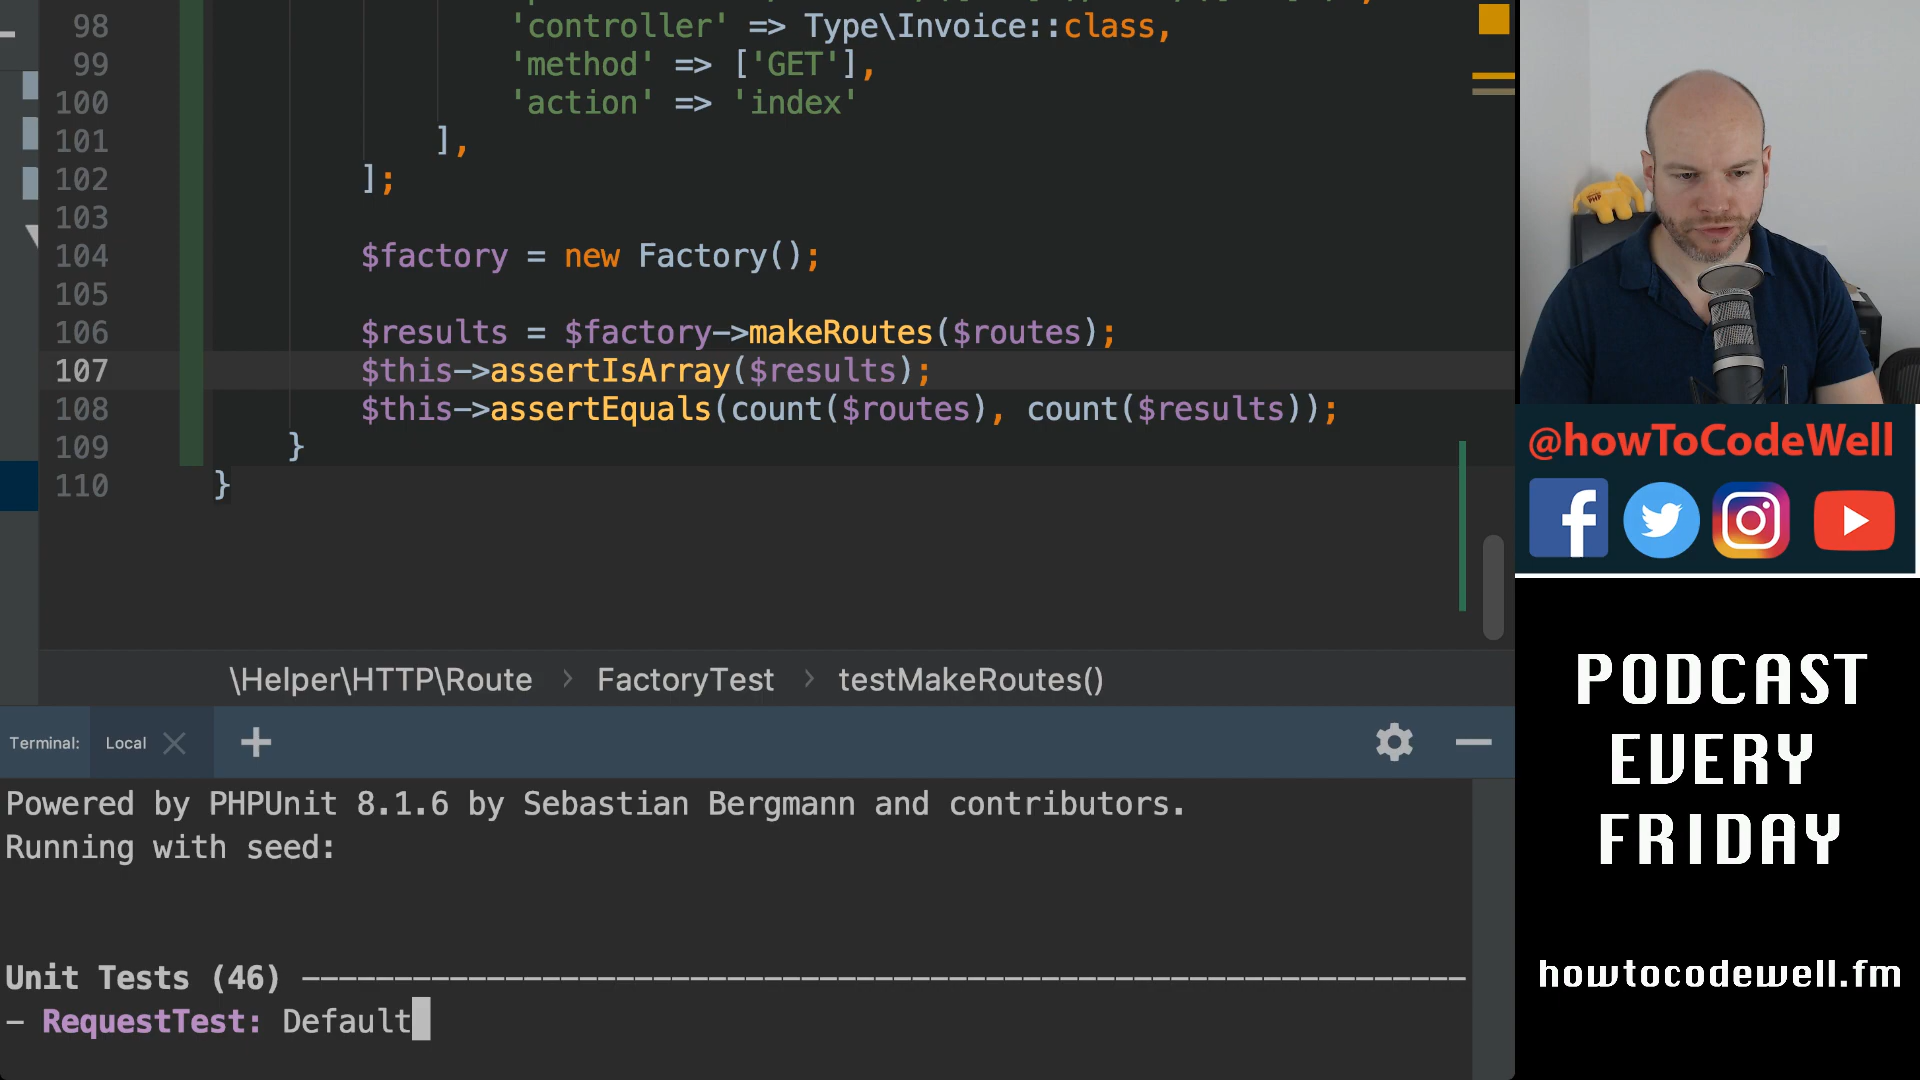 98 'controller' => Type\Invoice::class,
99 'method' => ['GET'],
100 'action' => 'index'
101 ],
102 ];
103
104 $factory = new Factory();
105
106 $results = $factory->makeRoutes($routes);
107 $this->assertIsArray($results);
108 $this->assertEquals(count($routes), count($results));
109 }
110 }
\Helper\HTTP\Route > FactoryTest > testMakeRoutes()
Terminal: Local
Powered by PHPUnit 8.1.6 by Sebastian Bergmann and contributors.
Running with seed:
Unit Tests (46) ---------------------------------------------------------------
- RequestTest: Default
@howToCodeWell
PODCAST
EVERY
FRIDAY
howtocodewell.fm